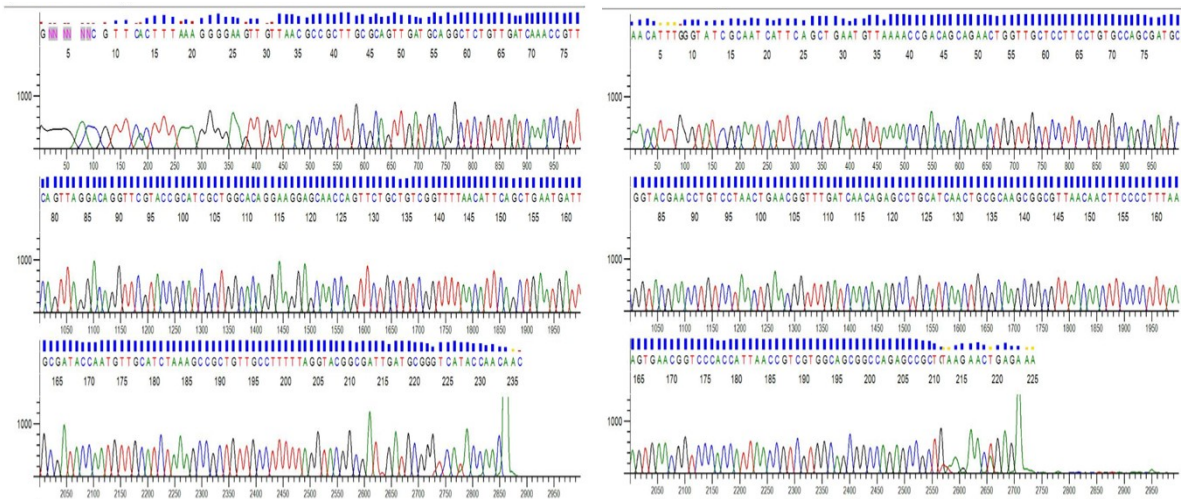 G NN NN NNC G T T CACT T T AAA GGGGAAGTTGTTAACGCCGCTTGCGCAGTTGATGCAGGCTCTGTTGATCAAACCGTT
5 10 15 20 25 30 35 40 45 50 55 60 65 70 75
1000
50 100 150 200 250 300 350 400 450 500 550 600 650 700 750 800 850 900 950
CAGTTAGGACAGGTTCGTACCGCATCGCTGGCACAGGAAGGAGCAACCAGTTCTGCTGTCGGTTTTAACATTCAGCTGAATGATT
80 85 90 95 100 105 110 115 120 125 130 135 140 145 150 155 160
1000
1050 1100 1150 1200 1250 1300 1350 1400 1450 1500 1550 1600 1650 1700 1750 1800 1850 1900 1950
GCGATACCAATGTTGCATCTAAAGCCGCTGTTGCCTTTTTAGGTACGGCGATTGATGCGGGTCATACCAACAAC
165 170 175 180 185 190 195 200 205 210 215 220 225 230 235
1000
2050 2100 2150 2200 2250 2300 2350 2400 2450 2500 2550 2600 2650 2700 2750 2800 2850 2900 2950
AACATTTGGGTATCGCAATCATTCAGCTGAATGTTAAAACCGACAGCAGAACTGGTTGCTCCTTCCTGTGCCAGCGATGC
5 10 15 20 25 30 35 40 45 50 55 60 65 70 75
1000
50 100 150 200 250 300 350 400 450 500 550 600 650 700 750 800 850 900 950
GGTACGAACCTGTCCTAACTGAACGGTTTGATCAACAGAGCCTGCATCAACTGCGCAAGCGGCGTTAACAACTTCCCCTTTAA
85 90 95 100 105 110 115 120 125 130 135 140 145 150 155 160
1000
1050 1100 1150 1200 1250 1300 1350 1400 1450 1500 1550 1600 1650 1700 1750 1800 1850 1900 1950
AGTGAACGGTCCCACCATTAACCGTCGTGGCAGCGGCCAGAGCCGCTCTAAGAACTGAGAAA
165 170 175 180 185 190 195 200 205 210 215 220 225
1000
2050 2100 2150 2200 2250 2300 2350 2400 2450 2500 2550 2600 2650 2700 2750 2800 2850 2900 2950